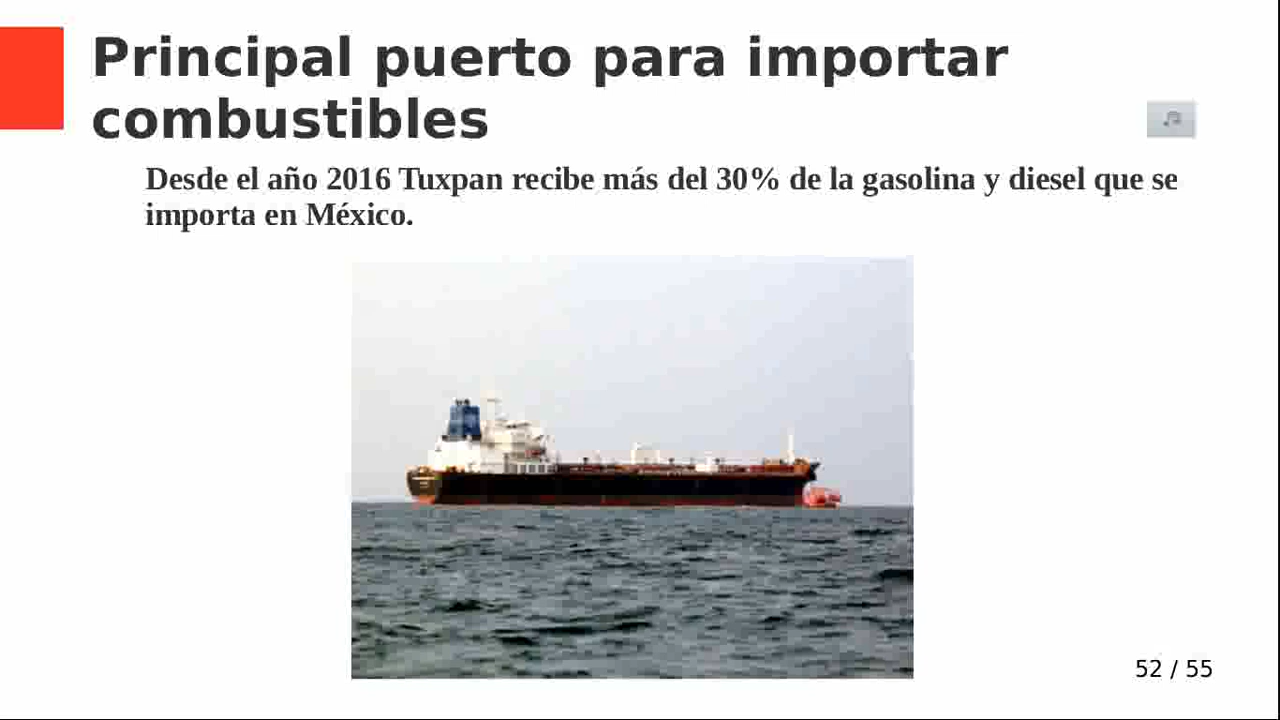 Principal puerto para importar
combustibles
Desde el año 2016 Tuxpan recibe más del 30% de la gasolina y diesel que se
importa en México.
52 / 55